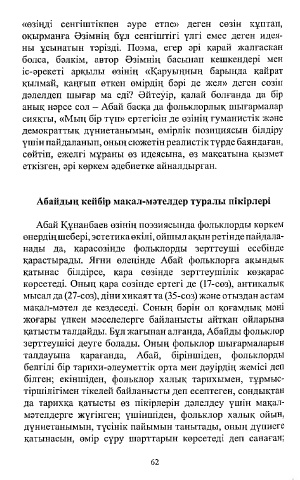 «өзіңді сенгіштікпен әуре етпе» деген сөзін құптап,
оқырманға Әзімнің бұл сенгіштігі үлгі емес деген идея-
ны ұсынатын тәрізді. Поэма, егер әрі қарай жалғасқан
болса, бәлкім, автор Әзімнің басынан кешкендері мен
іс-әрекеті арқылы өзінің «Қаруыңның барында қайрат
қылмай, қаңғып өткен өмірдің бәрі де жел» деген сөзін
дәлелдеп шығар ма еді? Әйтеуір, қалай болғанда да бір
анық нәрсе сол – Абай басқа да фольклорлық шығармалар
сияқты, «Мың бір түн» ертегісін де өзінің гуманистік және
демократтық дүниетанымын, өмірлік позициясын білдіру
үшін пайдаланып, оның сюжетін реалистік түрде баяндаған,
сөйтіп, ежелгі мұраны өз идеясына, өз мақсатына қызмет
еткізген, әрі көркем әдебиетке айналдырған.
Абайдың кейбір мақал-мәтелдер туралы пікірлері
Абай Құнанбаев өзінің поэзиясында фольклорды көркем
өнердің шебері, эстетика өкілі, ойшыл ақын ретінде пайдала-
нады да, қарасөзінде фольклорды зерттеуші есебінде
қарастырады. Яғни өлеңінде Абай фольклорға ақындық
қатынас білдірсе, қара сөзінде зерттеушілік көзқарас
көрсетеді. Оның қара сөзінде ертегі де (17-сөз), антикалық
мысал да (27-сөз), діни хикаят та (35-сөз) және отыздан астам
мақал-мәтел де кездеседі. Соның бәрін ол қоғамдық мәні
жоғары үлкен мәселелерге байланысты айтқан ойларына
қатысты талдайды. Бұл жағынан алғанда, Абайды фольклор
зерттеушісі деуге болады. Оның фольклор шығармаларын
талдауына қарағанда, Абай, біріншіден, фольклорды
белгілі бір тарихи-әлеуметтік орта мен дәуірдің жемісі деп
білген; екіншіден, фольклор халық тарихымен, тұрмыс-
тіршілігімен тікелей байланысты деп есептеген, сондықтан
да тарихқа қатысты өз пікірлерін дәлелдеу үшін мақал-
мәтелдерге жүгінген; үшіншіден, фольклор халық ойын,
дүниетанымын, түсінік пайымын танытады, оның дүниеге
қатынасын, өмір сүру шарттарын көрсетеді деп санаған;
62